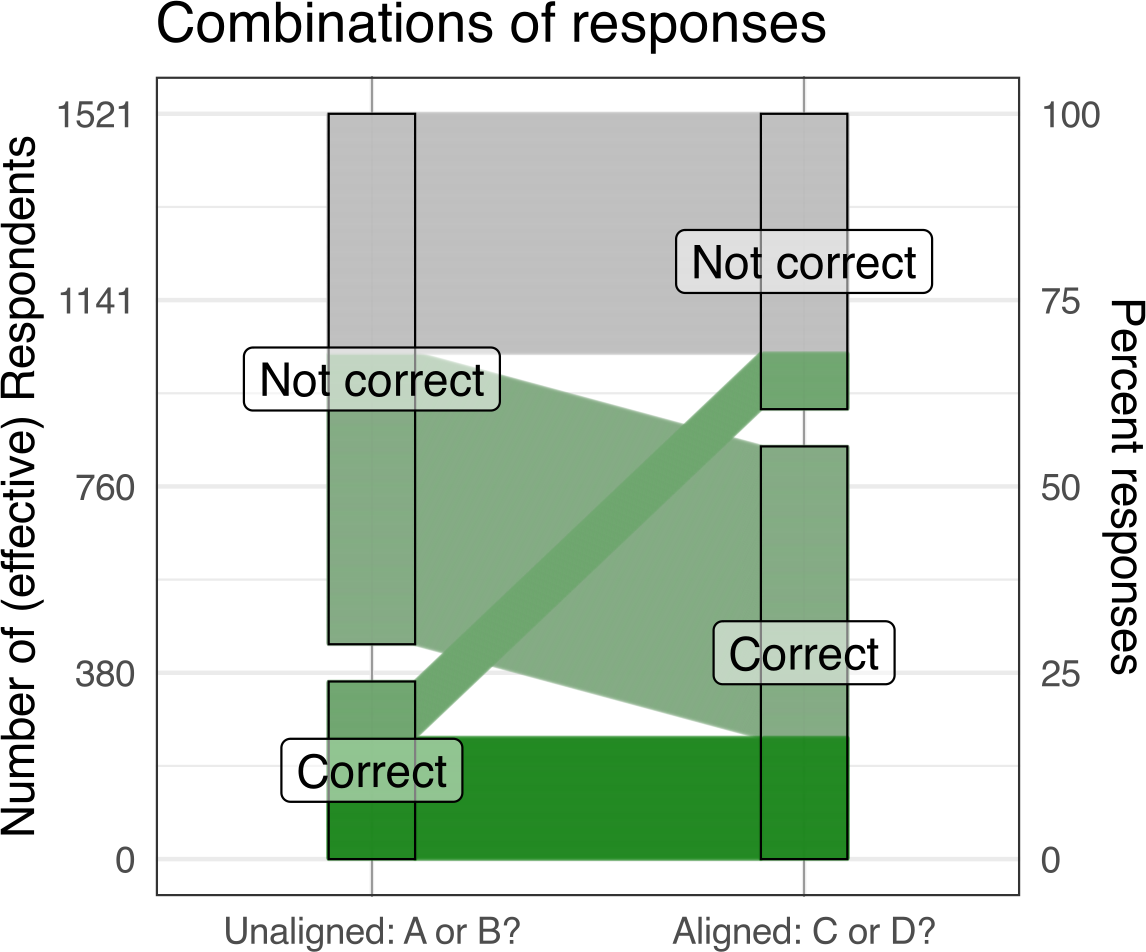 Combinations of responses
Number of (effective) Respondents
1521
1141
760
380
0
Not correct
Correct
Not correct
Correct
100
75
50
25
0
Percent responses
Unaligned: A or B?
Aligned: C or D?